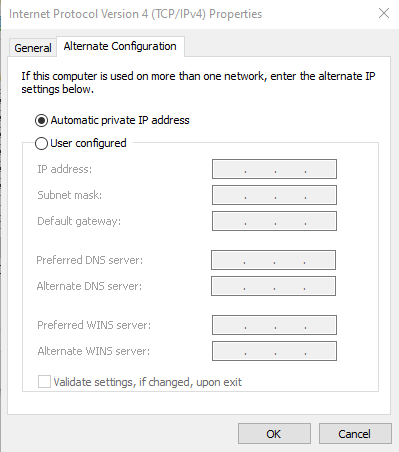 Internet Protocol Version 4 (TCP/IPv4) Properties
General
Alternate Configuration
If this computer is used on more than one network, enter the alternate IP
settings below.
Automatic private IP address
User configured
IP address:
Subnet mask:
Default gateway:
Preferred DNS server:
Alternate DNS server:
Preferred WINS server:
Alternate WINS server:
Validate settings, if changed, upon exit
OK
Cancel